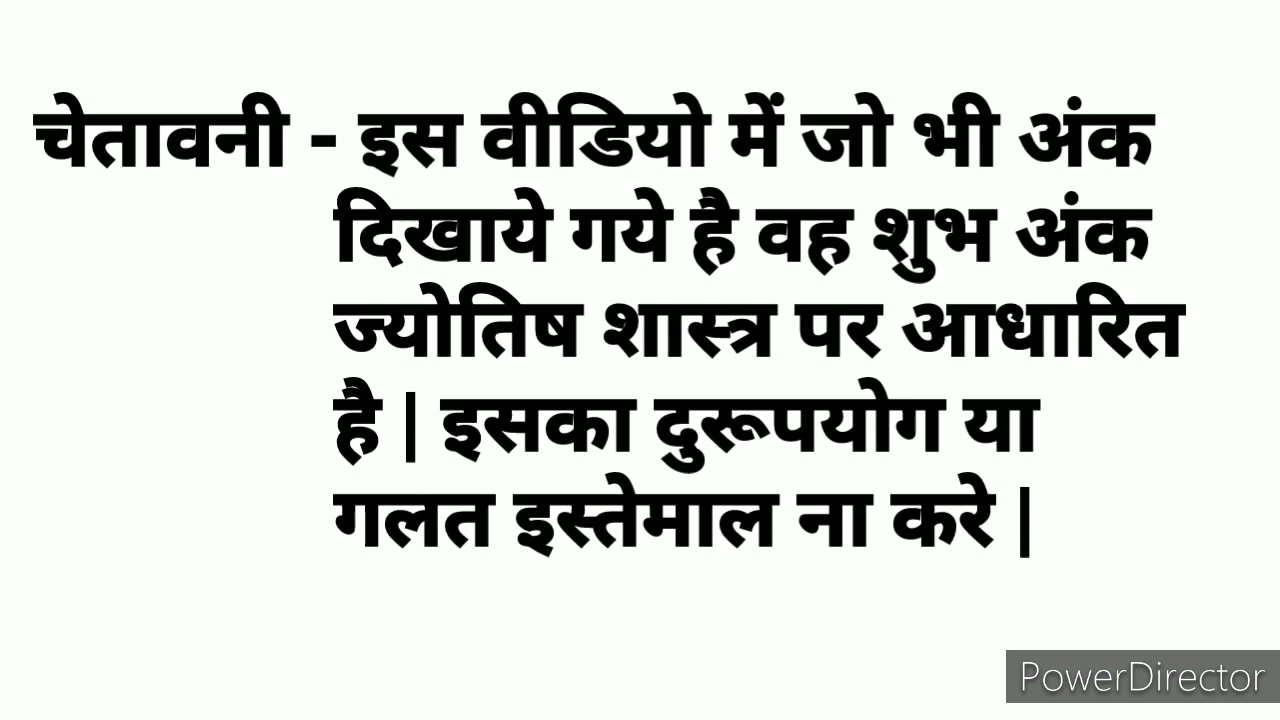 चेतावनी - इस वीडियो में जो भी अंक
दिखाये गये है वह शुभ अंक
ज्योतिष शास्त्र पर आधारित
है | इसका दुरूपयोग या
गलत इस्तेमाल ना करे |
PowerDirector